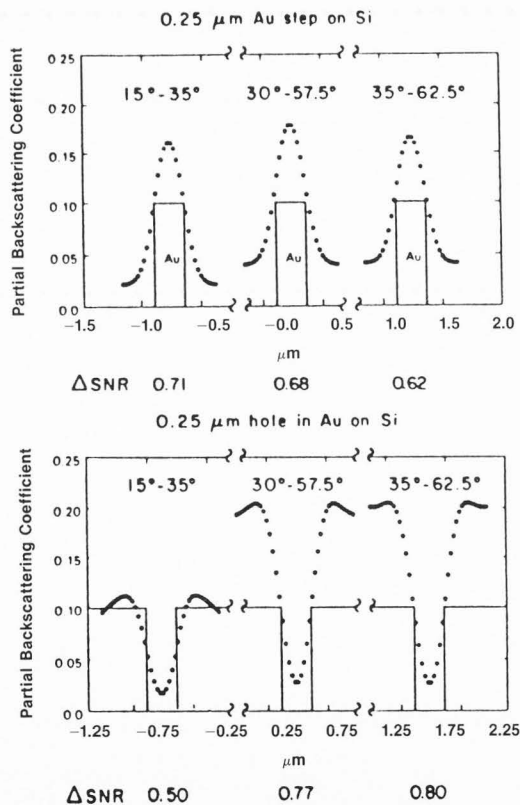 0.25 μm Au step on Si
Partial Backscattering Coefficient
0.25
0.20
0.15
0.10
0.05
0.0
15°-35°
30°-57.5°
35°-62.5°
Au
Au
Au
−1.5 −1.0 −0.5 −0.0 0.5 1.0 1.5 2.0
μm
Δ SNR 0.71 0.68 0.62
0.25 μm hole in Au on Si
Partial Backscattering Coefficient
0.25
0.20
0.15
0.10
0.05
0.0
15°-35°
30°-57.5°
35°-62.5°
−1.25 −0.75 −0.25 0.25 0.75 1.25 1.75 2.25
μm
Δ SNR 0.50 0.77 0.80